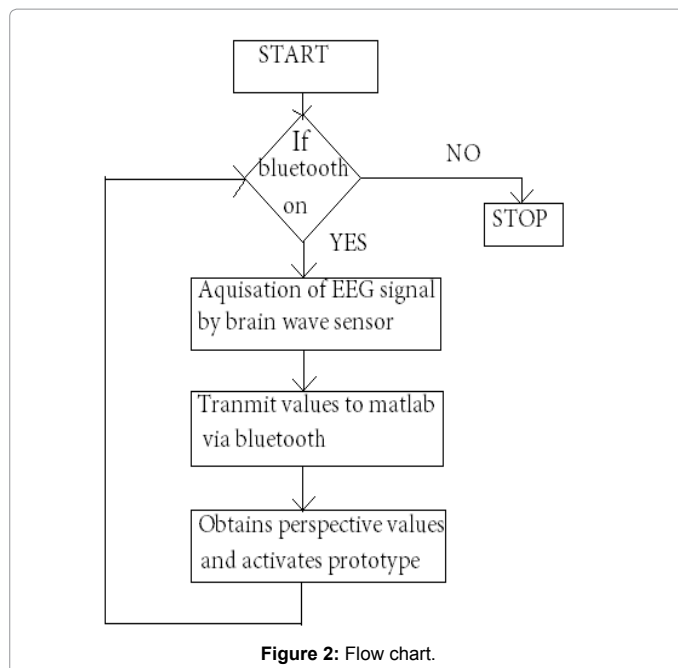 START
If
bluetooth
on
NO
STOP
YES
Aquisation of EEG signal
by brain wave sensor
Tranmit values to matlab
via bluetooth
Obtains perspective values
and activates prototype
Figure 2: Flow chart.